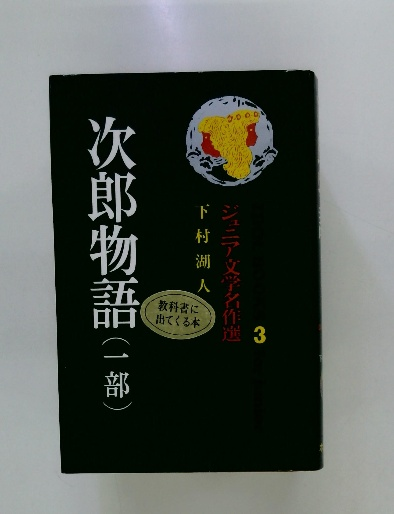 ジュニア文学名作選
3
下村湖人
次郎物語（一部）
教科書に
出てくる本